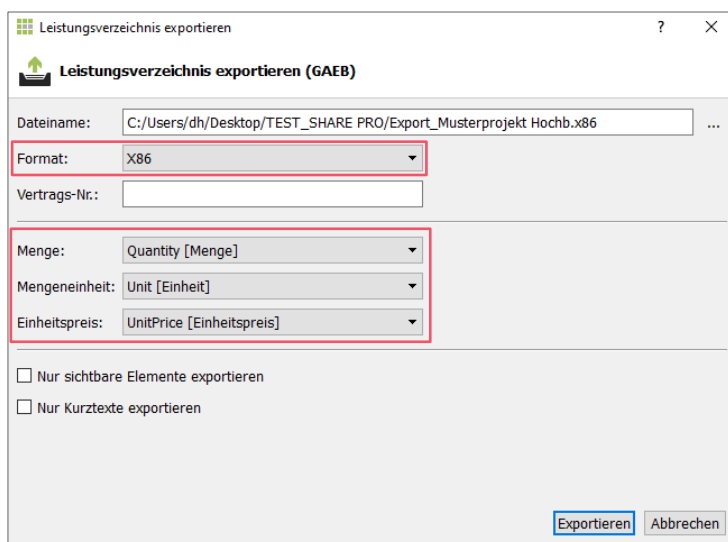 Leistungsverzeichnis exportieren ?
Leistungsverzeichnis exportieren (GAEB)
Dateiname: C:/Users/dh/Desktop/TEST_SHARE PRO/Export_Musterprojekt Hochb.x86 ...
Format: X86
Vertrags-Nr.:
Menge: Quantity [Menge]
Mengeneinheit: Unit [Einheit]
Einheitspreis: UnitPrice [Einheitspreis]
Nur sichtbare Elemente exportieren
Nur Kurztexte exportieren
Exportieren Abbrechen